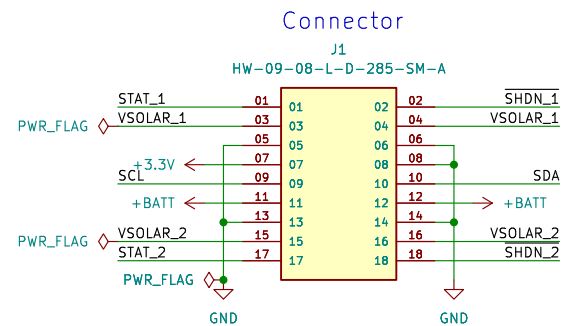 Connector
J1
HW-09-08-L-D-285-SM-A
STAT_1 01 01 02 02 SHDN_1
PWR_FLAG VSOLAR_1 03 03 04 04 VSOLAR_1
05 05 06 06
+3.3V 07 07 08 08
SCL 09 09 10 10 SDA
+BATT 11 11 12 12 +BATT
13 13 14 14
PWR_FLAG VSOLAR_2 15 15 16 16 VSOLAR_2
STAT_2 17 17 18 18 SHDN_2
PWR_FLAG
GND GND